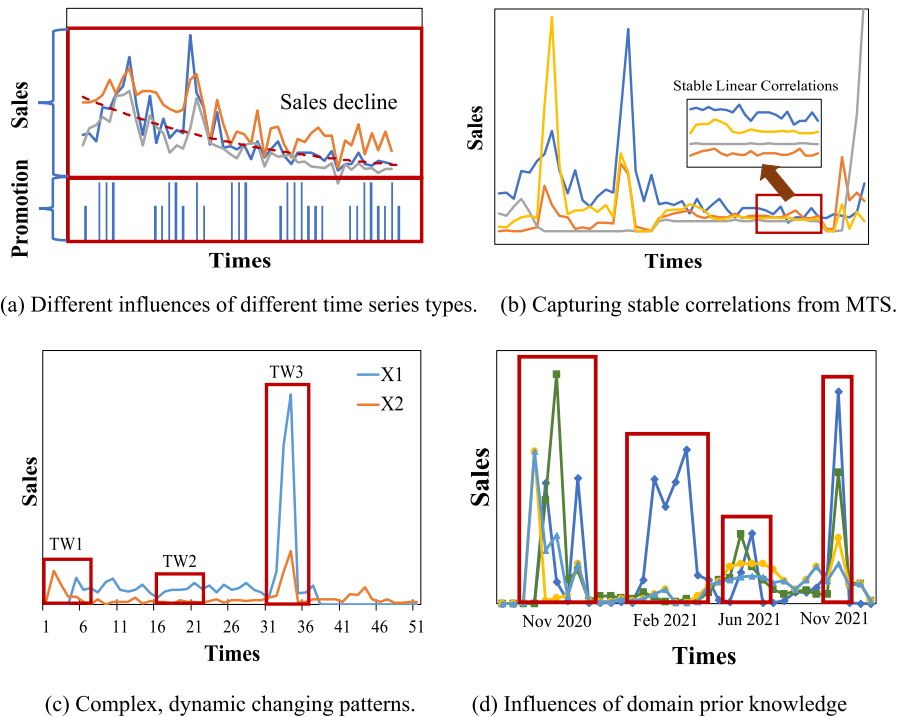 Sales
Sales decline
Promotion
Times
(a) Different influences of different time series types.
Sales
Stable Linear Correlations
Times
(b) Capturing stable correlations from MTS.
Sales
TW1
TW2
TW3
X1
X2
1 6 11 16 21 26 31 36 41 46 51
Times
(c) Complex, dynamic changing patterns.
Sales
Nov 2020 Feb 2021 Jun 2021 Nov 2021
Times
(d) Influences of domain prior knowledge